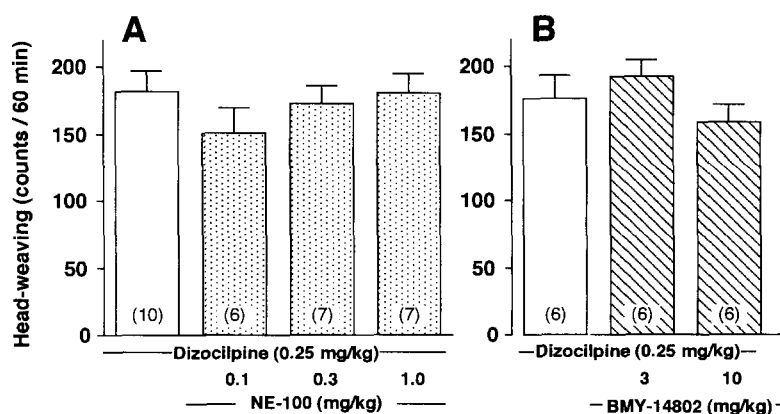 A
B
Head-weaving (counts / 60 min)
200
150
100
50
0
(10) (6) (7) (7)
Dizocilpine (0.25 mg/kg)
0.1 0.3 1.0
NE-100 (mg/kg)
200
150
100
50
0
(6) (6) (6)
Dizocilpine (0.25 mg/kg)
3 10
BMY-14802 (mg/kg)